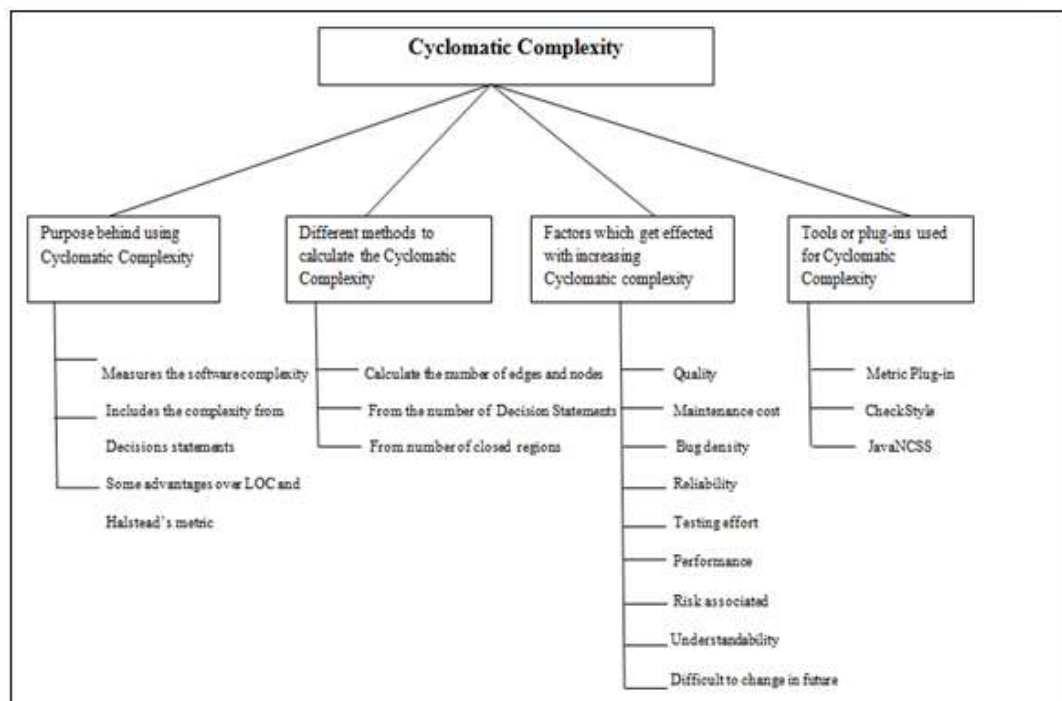 Cyclomatic Complexity
Purpose behind using
Cyclomatic Complexity
Measures the software complexity
Includes the complexity from
Decisions statements
Some advantages over LOC and
Halstead's metric
Different methods to
calculate the Cyclomatic
Complexity
Calculate the number of edges and nodes
From the number of Decision Statements
From number of closed regions
Factors which get effected
with increasing
Cyclomatic complexity
Quality
Maintenance cost
Bug density
Reliability
Testing effort
Performance
Risk associated
Understandability
Difficult to change in future
Tools or plug-ins used
for Cyclomatic
Complexity
Metric Plug-in
CheckStyle
JavaNCSS